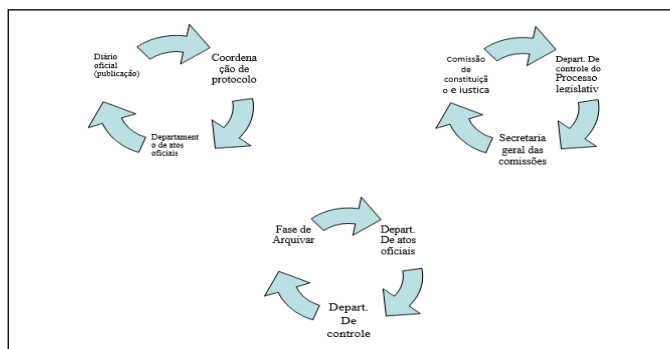 Diário
oficial
(publicação)
Coordena
ção de
protocolo
Departament
o de atos
oficiais
Comissão
de
constituiçã
o e iustica
Depart. De
controle do
Processo
legislativ
Secretaria
geral das
comissões
Fase de
Arquivar
Depart.
De atos
oficiais
Depart.
De
controle